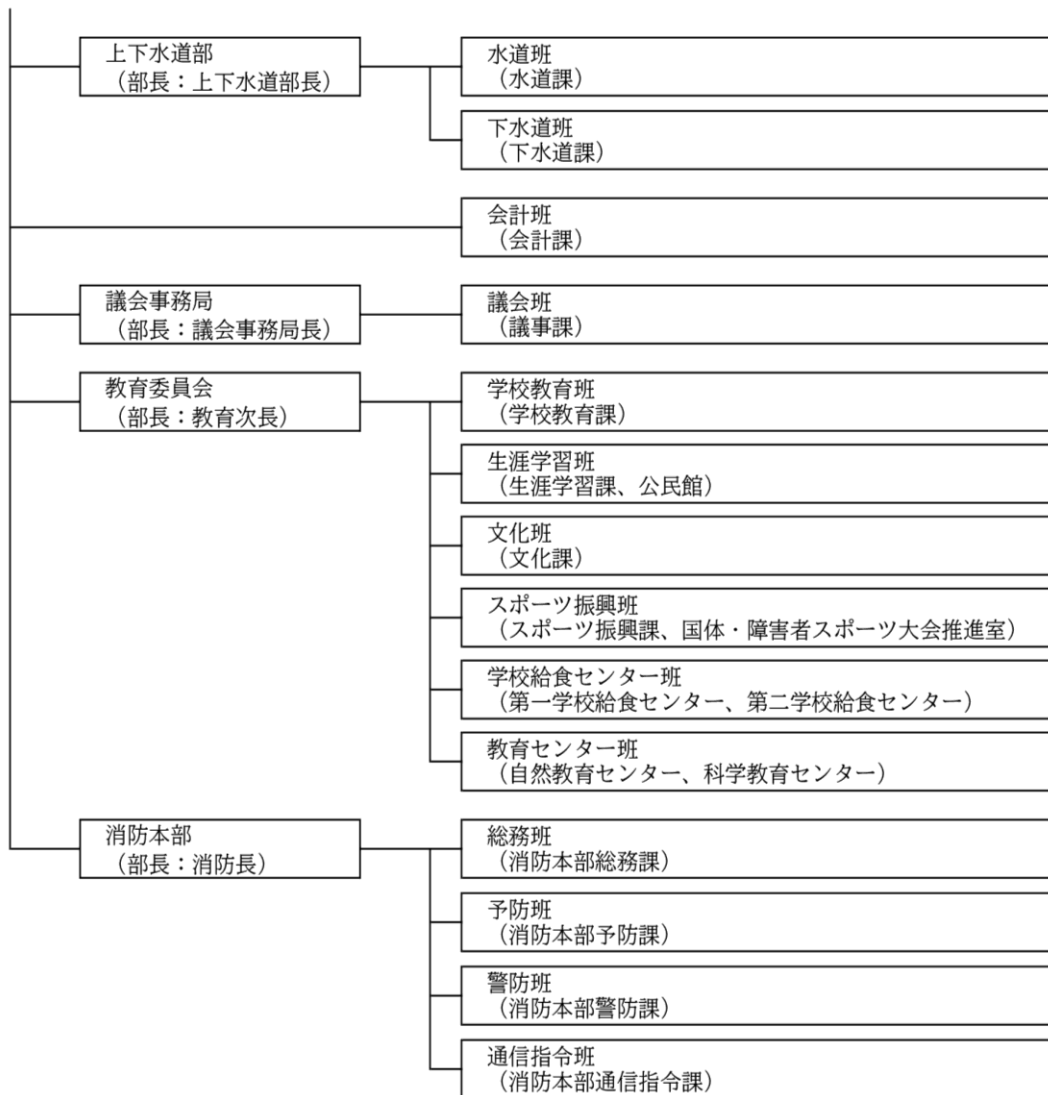 上下水道部
（部長：上下水道部長）
水道班
（水道課）
下水道班
（下水道課）
会計班
（会計課）
議会事務局
（部長：議会事務局長）
議会班
（議事課）
教育委員会
（部長：教育次長）
学校教育班
（学校教育課）
生涯学習班
（生涯学習課、公民館）
文化班
（文化課）
スポーツ振興班
（スポーツ振興課、国体・障害者スポーツ大会推進室）
学校給食センター班
（第一学校給食センター、第二学校給食センター）
教育センター班
（自然教育センター、科学教育センター）
消防本部
（部長：消防長）
総務班
（消防本部総務課）
予防班
（消防本部予防課）
警防班
（消防本部警防課）
通信指令班
（消防本部通信指令課）